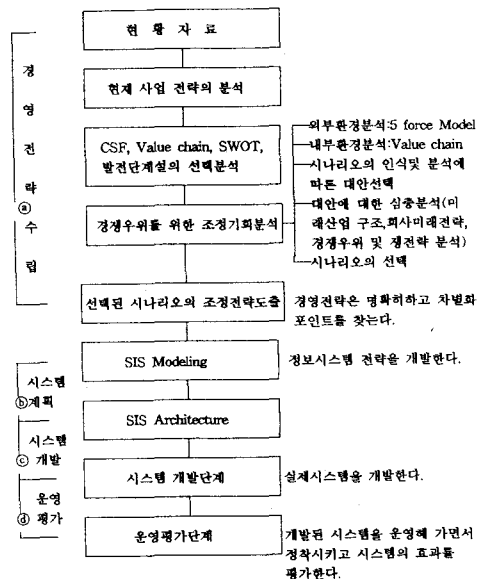 현 황 자 료
현재 사업 전략의 분석
CSF, Value chain, SWOT,
발전단계설의 선택분석
경쟁우위를 위한 조정기회분석
외부환경분석:5 force Model
내부환경분석:Value chain
시나리오의 인식및 분석에
따른 대안선택
대안에 대한 심층분석(미
래산업 구조,회사미래전략,
경쟁우위 및 쟁전략 분석)
시나리오의 선택
선택된 시나리오의 조정전략도출
경영전략은 명확히하고 차별화
포인트를 찾는다.
SIS Modeling
정보시스템 전략을 개발한다.
SIS Architecture
시스템 개발단계
실제시스템을 개발한다.
운영평가단계
개발된 시스템을 운영해 가면서
정착시키고 시스템의 효과를
평가한다.
경
영
전
략
ⓐ
수
립
시스템
ⓑ계획
시스템
ⓒ 개발
운영
ⓓ 평가